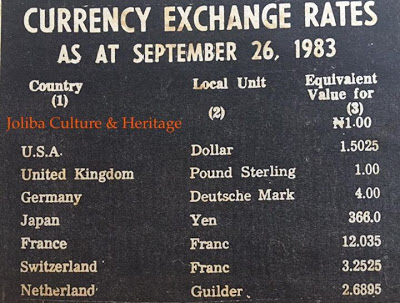 CURRENCY EXCHANGE RATES
AS AT SEPTEMBER 26, 1983
Country Local Unit Equivalent
(1) (2) Value for
(3)
Joliba Culture & Heritage ₦1.00
U.S.A. Dollar 1.5025
United Kingdom Pound Sterling 1.00
Germany Deutsche Mark 4.00
Japan Yen 366.0
France Franc 12.035
Switzerland Franc 3.2525
Netherland Guilder 2.6895